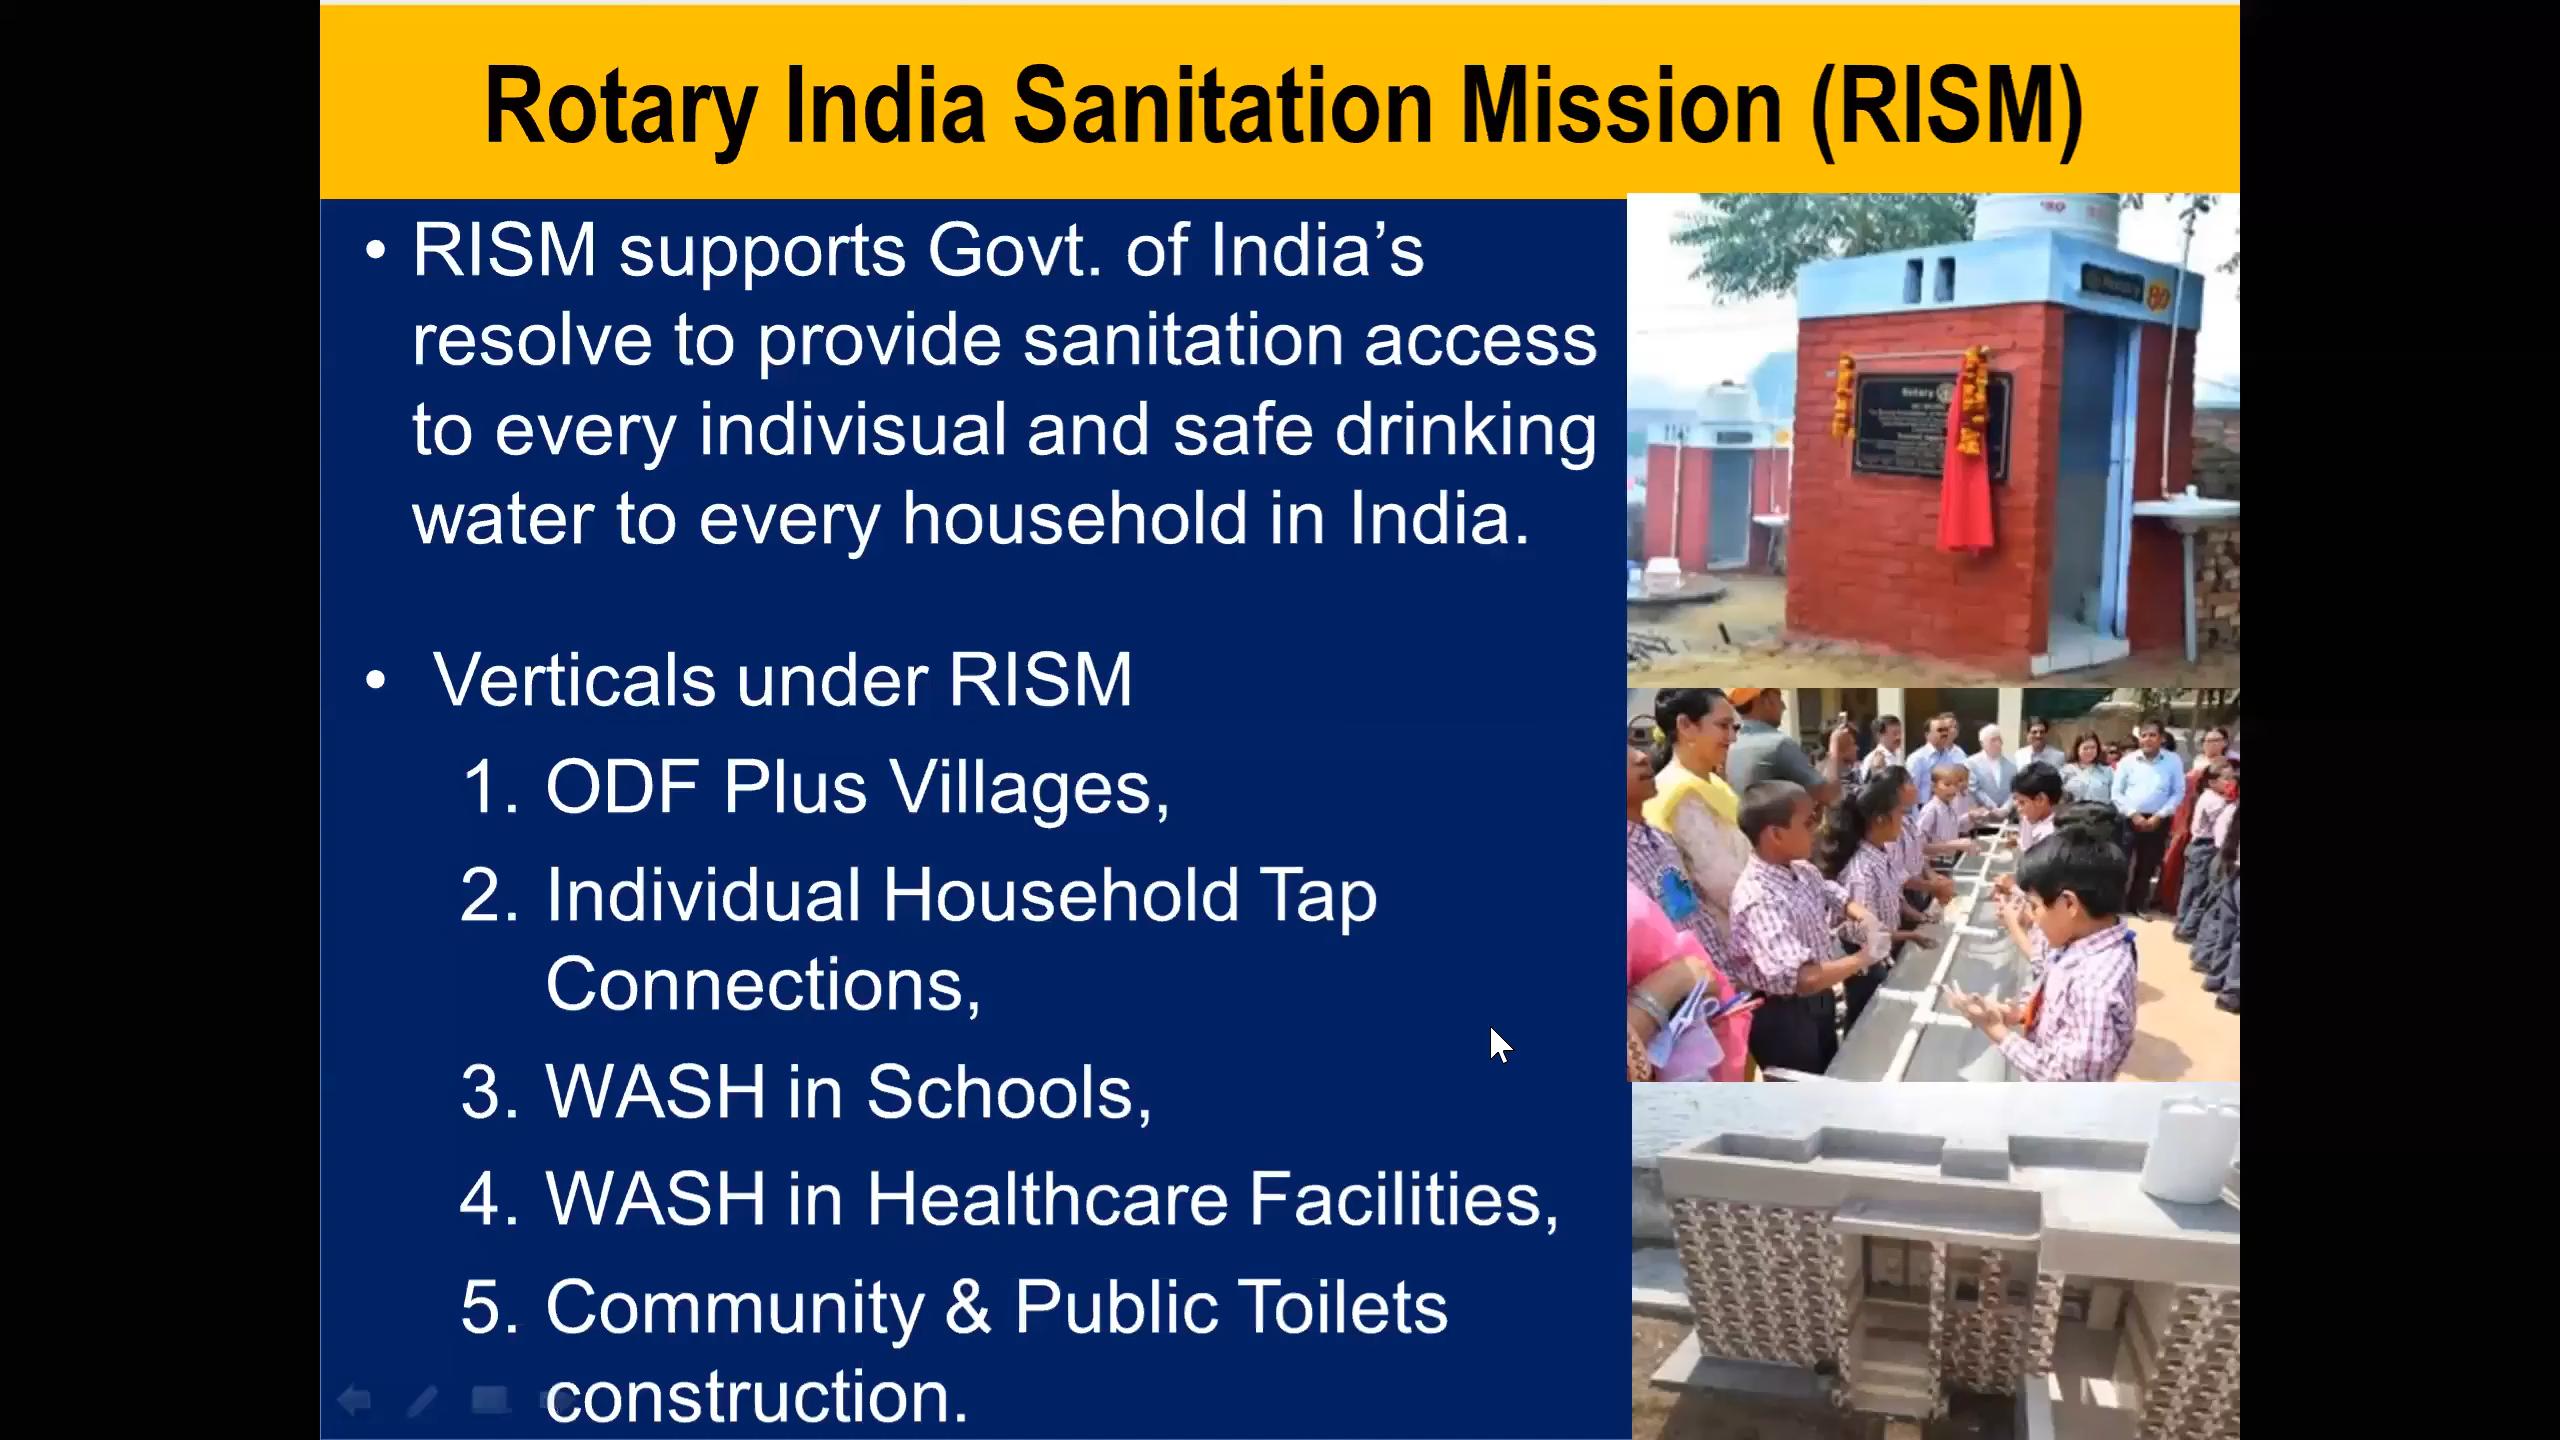 Rotary India Sanitation Mission (RISM)
• RISM supports Govt. of India’s
resolve to provide sanitation access
to every indivisual and safe drinking
water to every household in India.
• Verticals under RISM
1. ODF Plus Villages,
2. Individual Household Tap
Connections,
3. WASH in Schools,
4. WASH in Healthcare Facilities,
5. Community & Public Toilets
construction.
Rotary